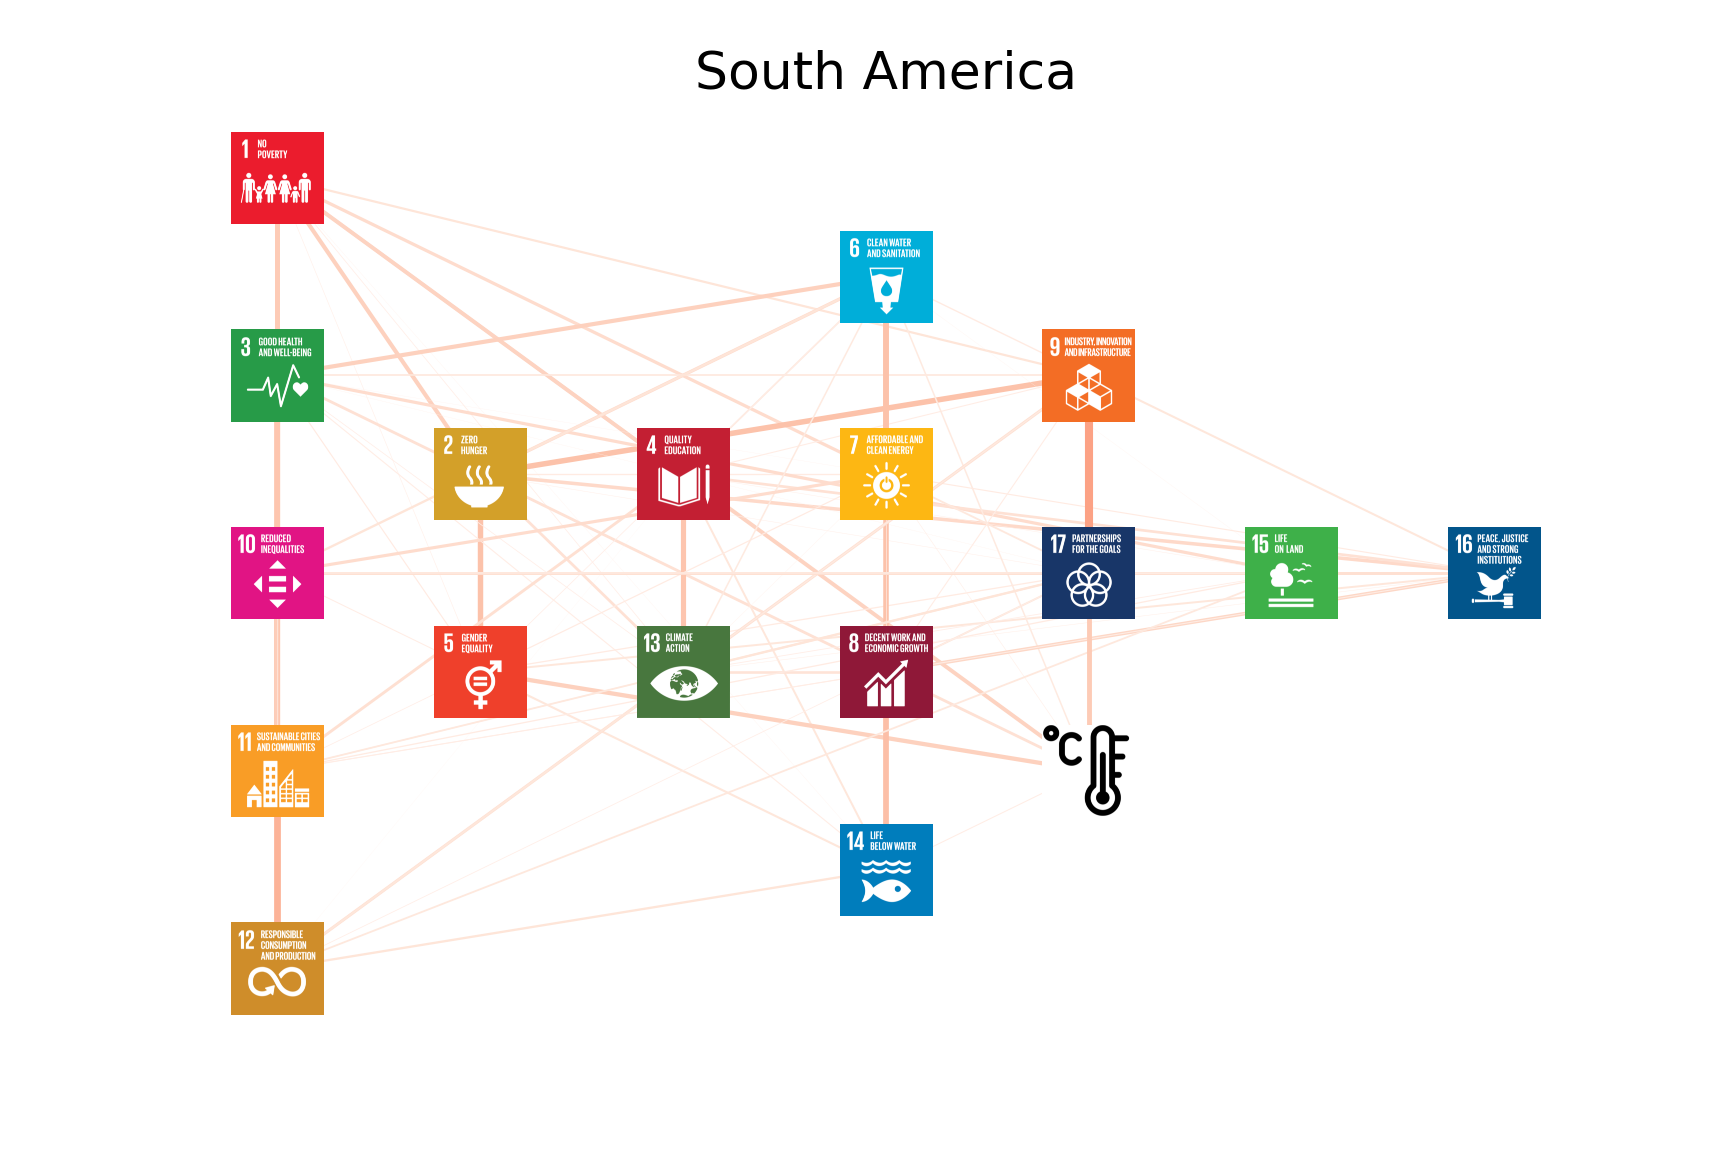 South America
1 NO
POVERTY
6 CLEAN WATER
AND SANITATION
3 GOOD HEALTH
AND WELL-BEING
9 INDUSTRY, INNOVATION
AND INFRASTRUCTURE
2 ZERO
HUNGER
4 QUALITY
EDUCATION
7 AFFORDABLE AND
CLEAN ENERGY
10 REDUCED
INEQUALITIES
17 PARTNERSHIPS
FOR THE GOALS
15 LIFE
ON LAND
16 PEACE, JUSTICE
AND STRONG
INSTITUTIONS
5 GENDER
EQUALITY
13 CLIMATE
ACTION
8 DECENT WORK AND
ECONOMIC GROWTH
11 SUSTAINABLE CITIES
AND COMMUNITIES
°C
14 LIFE
BELOW WATER
12 RESPONSIBLE
CONSUMPTION
AND PRODUCTION